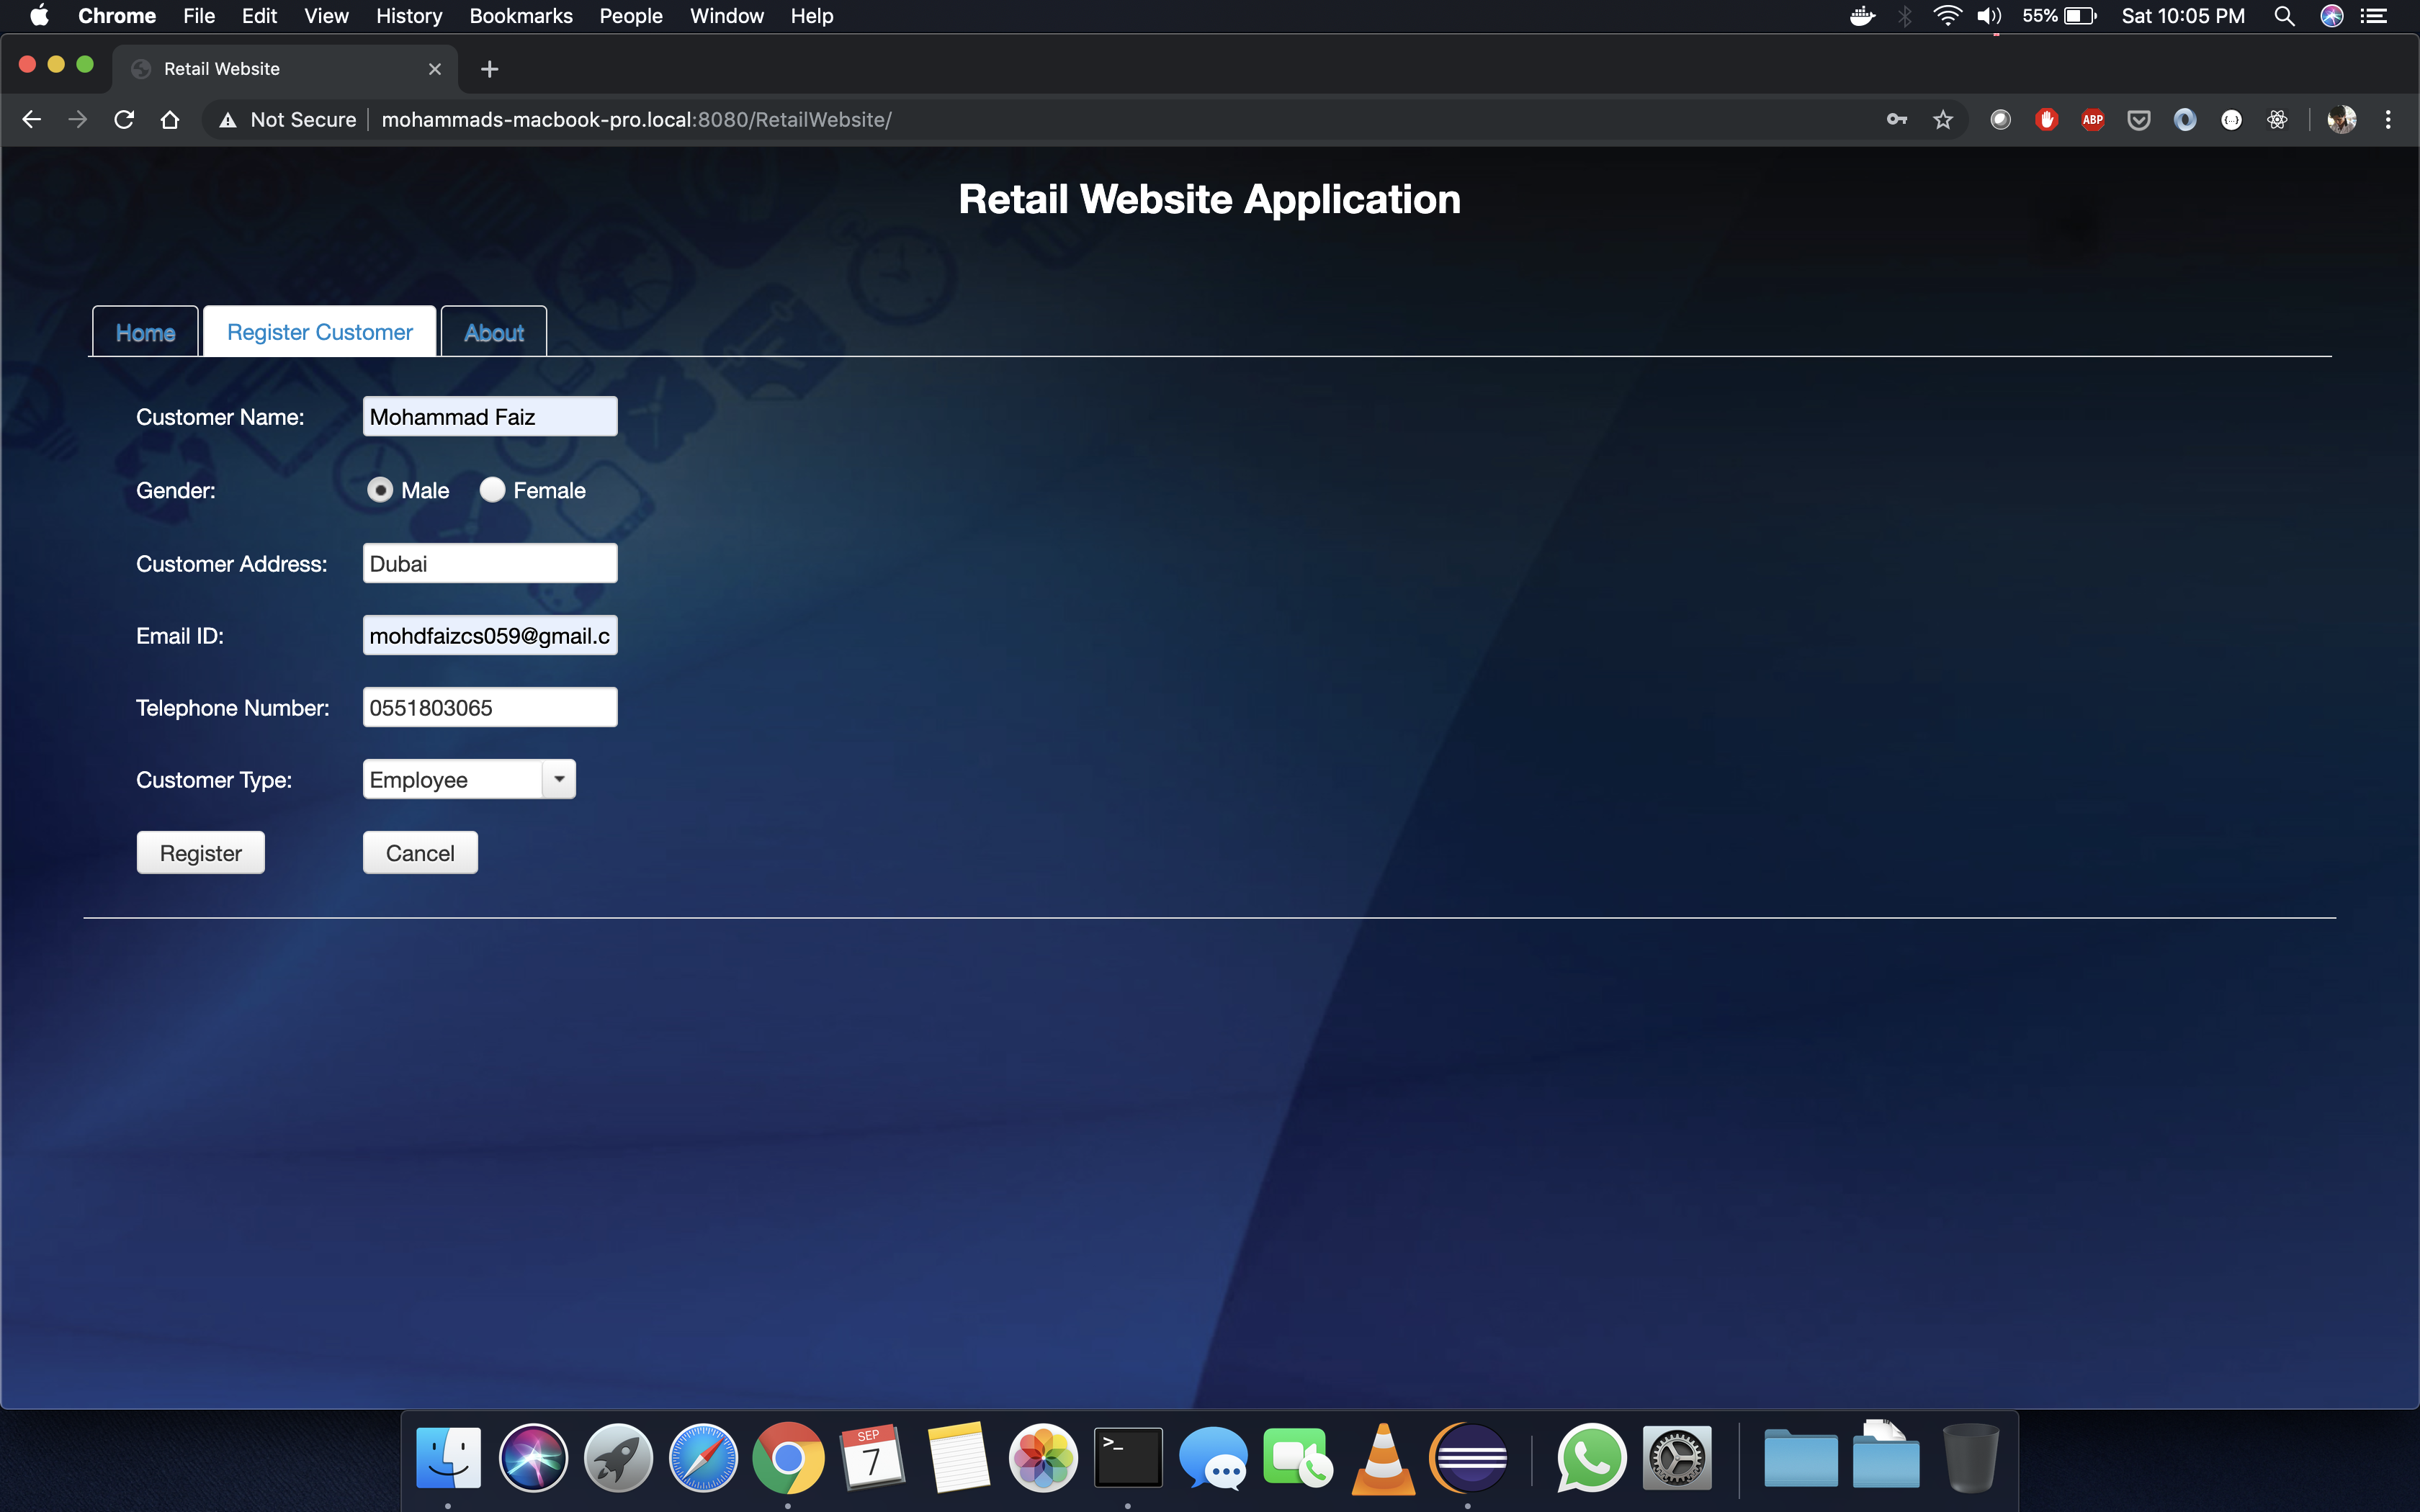 Chrome File Edit View History Bookmarks People Window Help 55% Sat 10:05 PM
Retail Website
Not Secure mohammads-macbook-pro.local:8080/RetailWebsite/ ABP
Retail Website Application
Home Register Customer About
Customer Name: Mohammad Faiz
Gender: Male Female
Customer Address: Dubai
Email ID: mohdfaizcs059@gmail.c
Telephone Number: 0551803065
Customer Type: Employee
Register Cancel
SEP
7